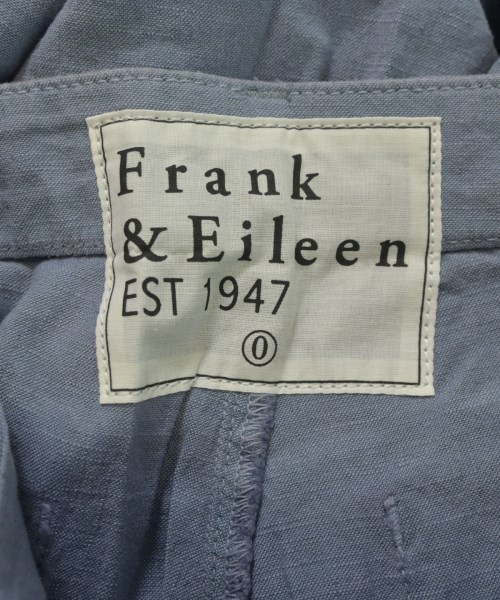 Frank
& Eileen
EST 1947
0